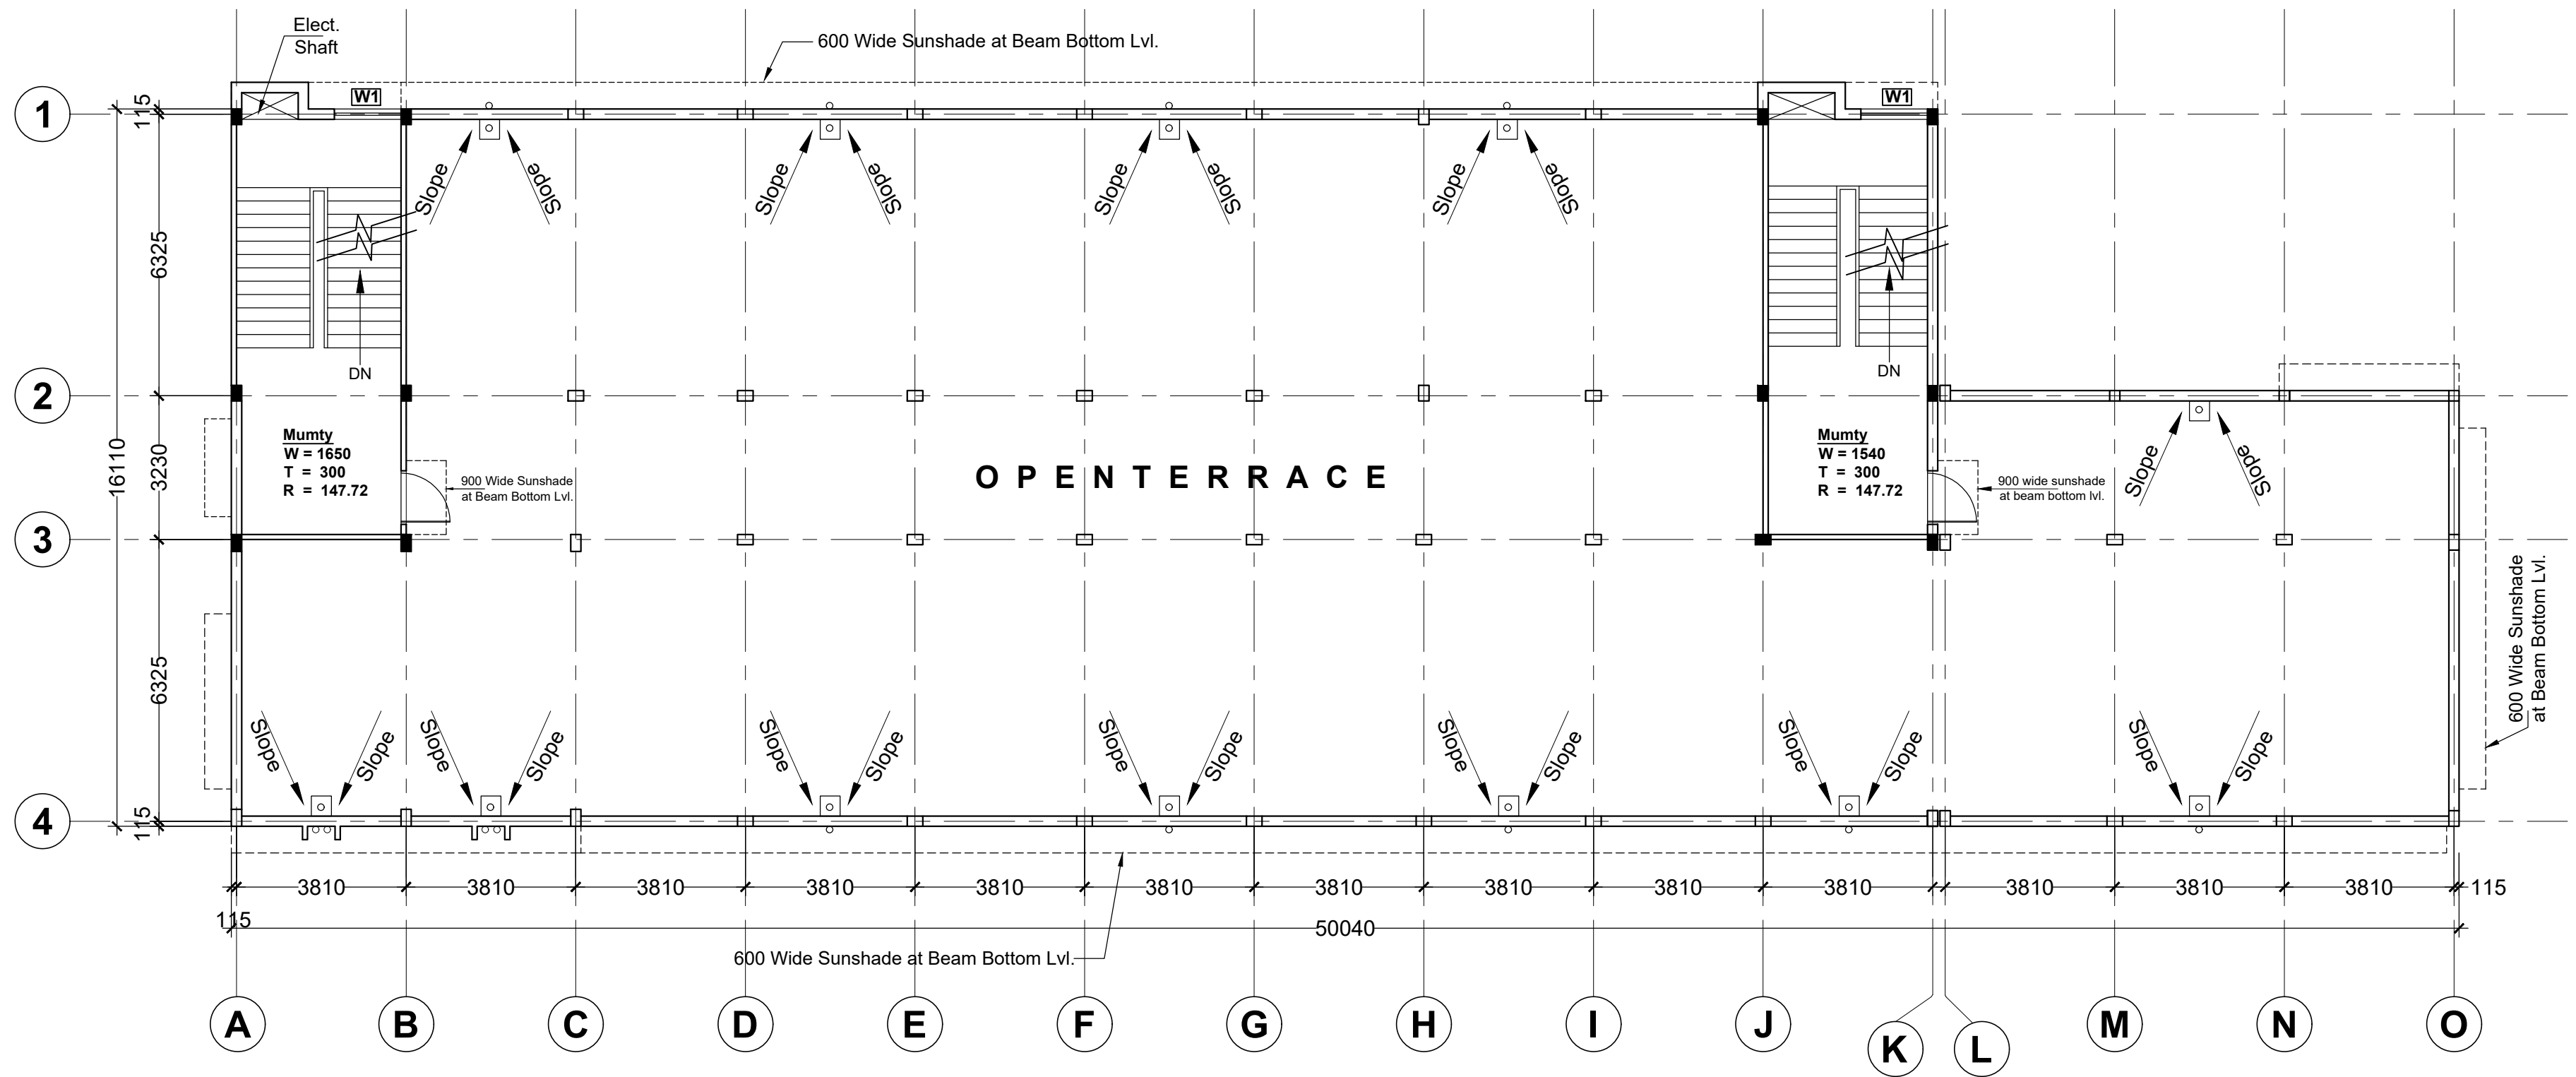 Elect.
Shaft
600 Wide Sunshade at Beam Bottom Lvl.
W1
W1
1
115
Slope
Slope
Slope
Slope
Slope
Slope
Slope
Slope
6325
DN
DN
2
16110
3230
Mumty
W = 1650
T = 300
R = 147.72
900 Wide Sunshade
at Beam Bottom Lvl.
OPEN TERRACE
Mumty
W = 1540
T = 300
R = 147.72
900 wide sunshade
at beam bottom lvl.
Slope
Slope
3
6325
600 Wide Sunshade
at Beam Bottom Lvl.
Slope
Slope
Slope
Slope
Slope
Slope
Slope
Slope
Slope
Slope
Slope
Slope
Slope
Slope
4
115
3810
3810
3810
3810
3810
3810
3810
3810
3810
3810
3810
3810
3810
115
115
50040
600 Wide Sunshade at Beam Bottom Lvl.
A
B
C
D
E
F
G
H
I
J
K
L
M
N
O